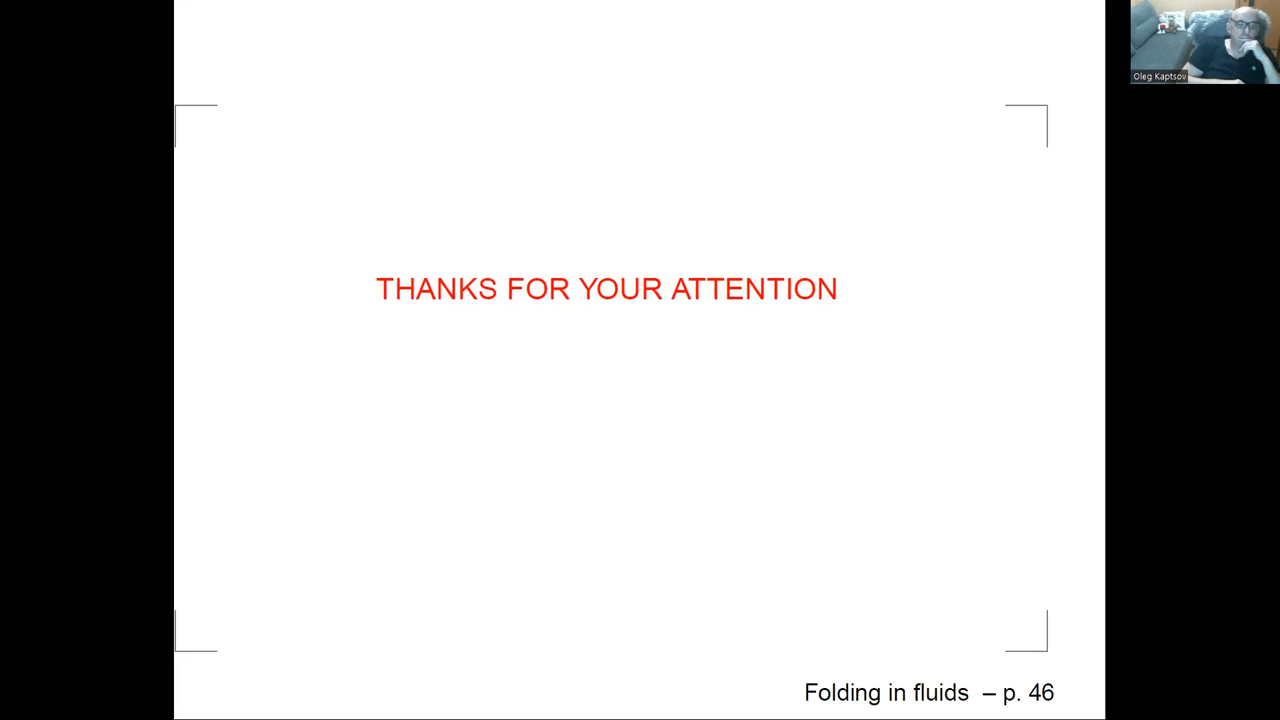 Oleg Kaptsov
THANKS FOR YOUR ATTENTION
Folding in fluids – p. 46